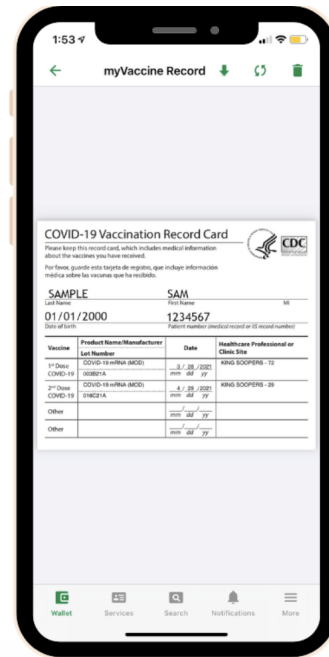 1:53
myVaccine Record
COVID-19 Vaccination Record Card
CDC
Please keep this record card, which includes medical information
about the vaccines you have received.
Por favor, guarde esta tarjeta de registro, que incluye información
médica sobre las vacunas que ha recibido.
SAMPLE SAM
Last Name First Name MI
01/01/2000 1234567
Date of birth Patient number (medical record or IIS record number)
Vaccine Product Name/Manufacturer Date Healthcare Professional or
Lot Number Clinic Site
1st Dose COVID-19 mRNA (MOD) 3 / 28 / 2021 KING SOOPERS - 72
COVID-19 003B21A mm dd yy
2nd Dose COVID-19 mRNA (MOD) 4 / 28 / 2021 KING SOOPERS - 29
COVID-19 016C21A mm dd yy
Other __/__/__
mm dd yy
Other __/__/__
mm dd yy
Wallet Services Search Notifications More